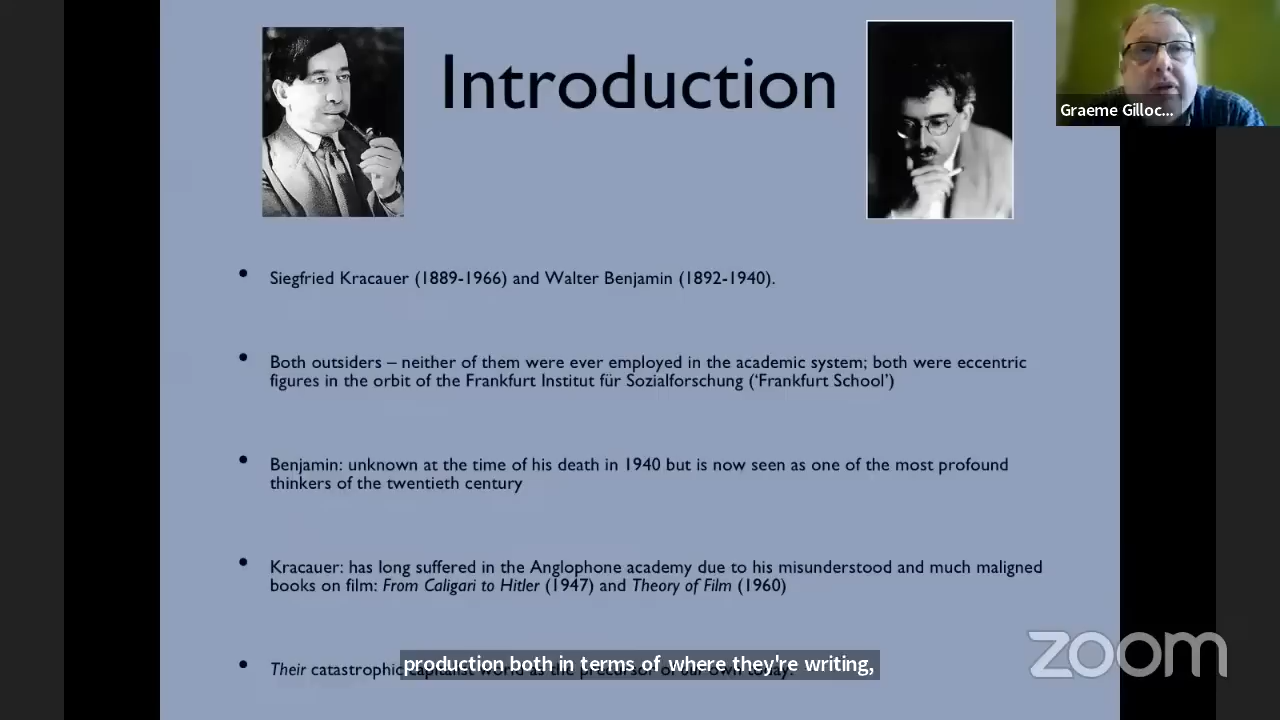 Introduction
Graeme Gilloc...
• Siegfried Kracauer (1889-1966) and Walter Benjamin (1892-1940).
• Both outsiders – neither of them were ever employed in the academic system; both were eccentric
figures in the orbit of the Frankfurt Institut für Sozialforschung (‘Frankfurt School’)
• Benjamin: unknown at the time of his death in 1940 but is now seen as one of the most profound
thinkers of the twentieth century
• Kracauer: has long suffered in the Anglophone academy due to his misunderstood and much maligned
books on film: From Caligari to Hitler (1947) and Theory of Film (1960)
• Their catastrophic capitalist world as the precursor of our own today.
production both in terms of where they're writing,
zoom